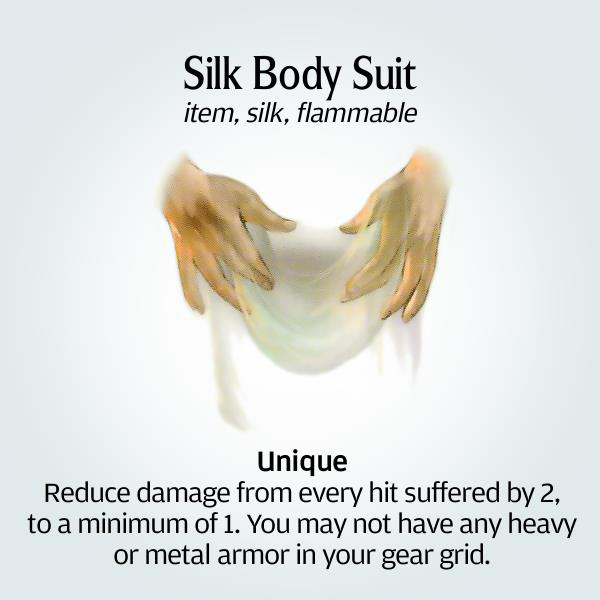 Silk Body Suit
item, silk, flammable
Unique
Reduce damage from every hit suffered by 2,
to a minimum of 1. You may not have any heavy
or metal armor in your gear grid.